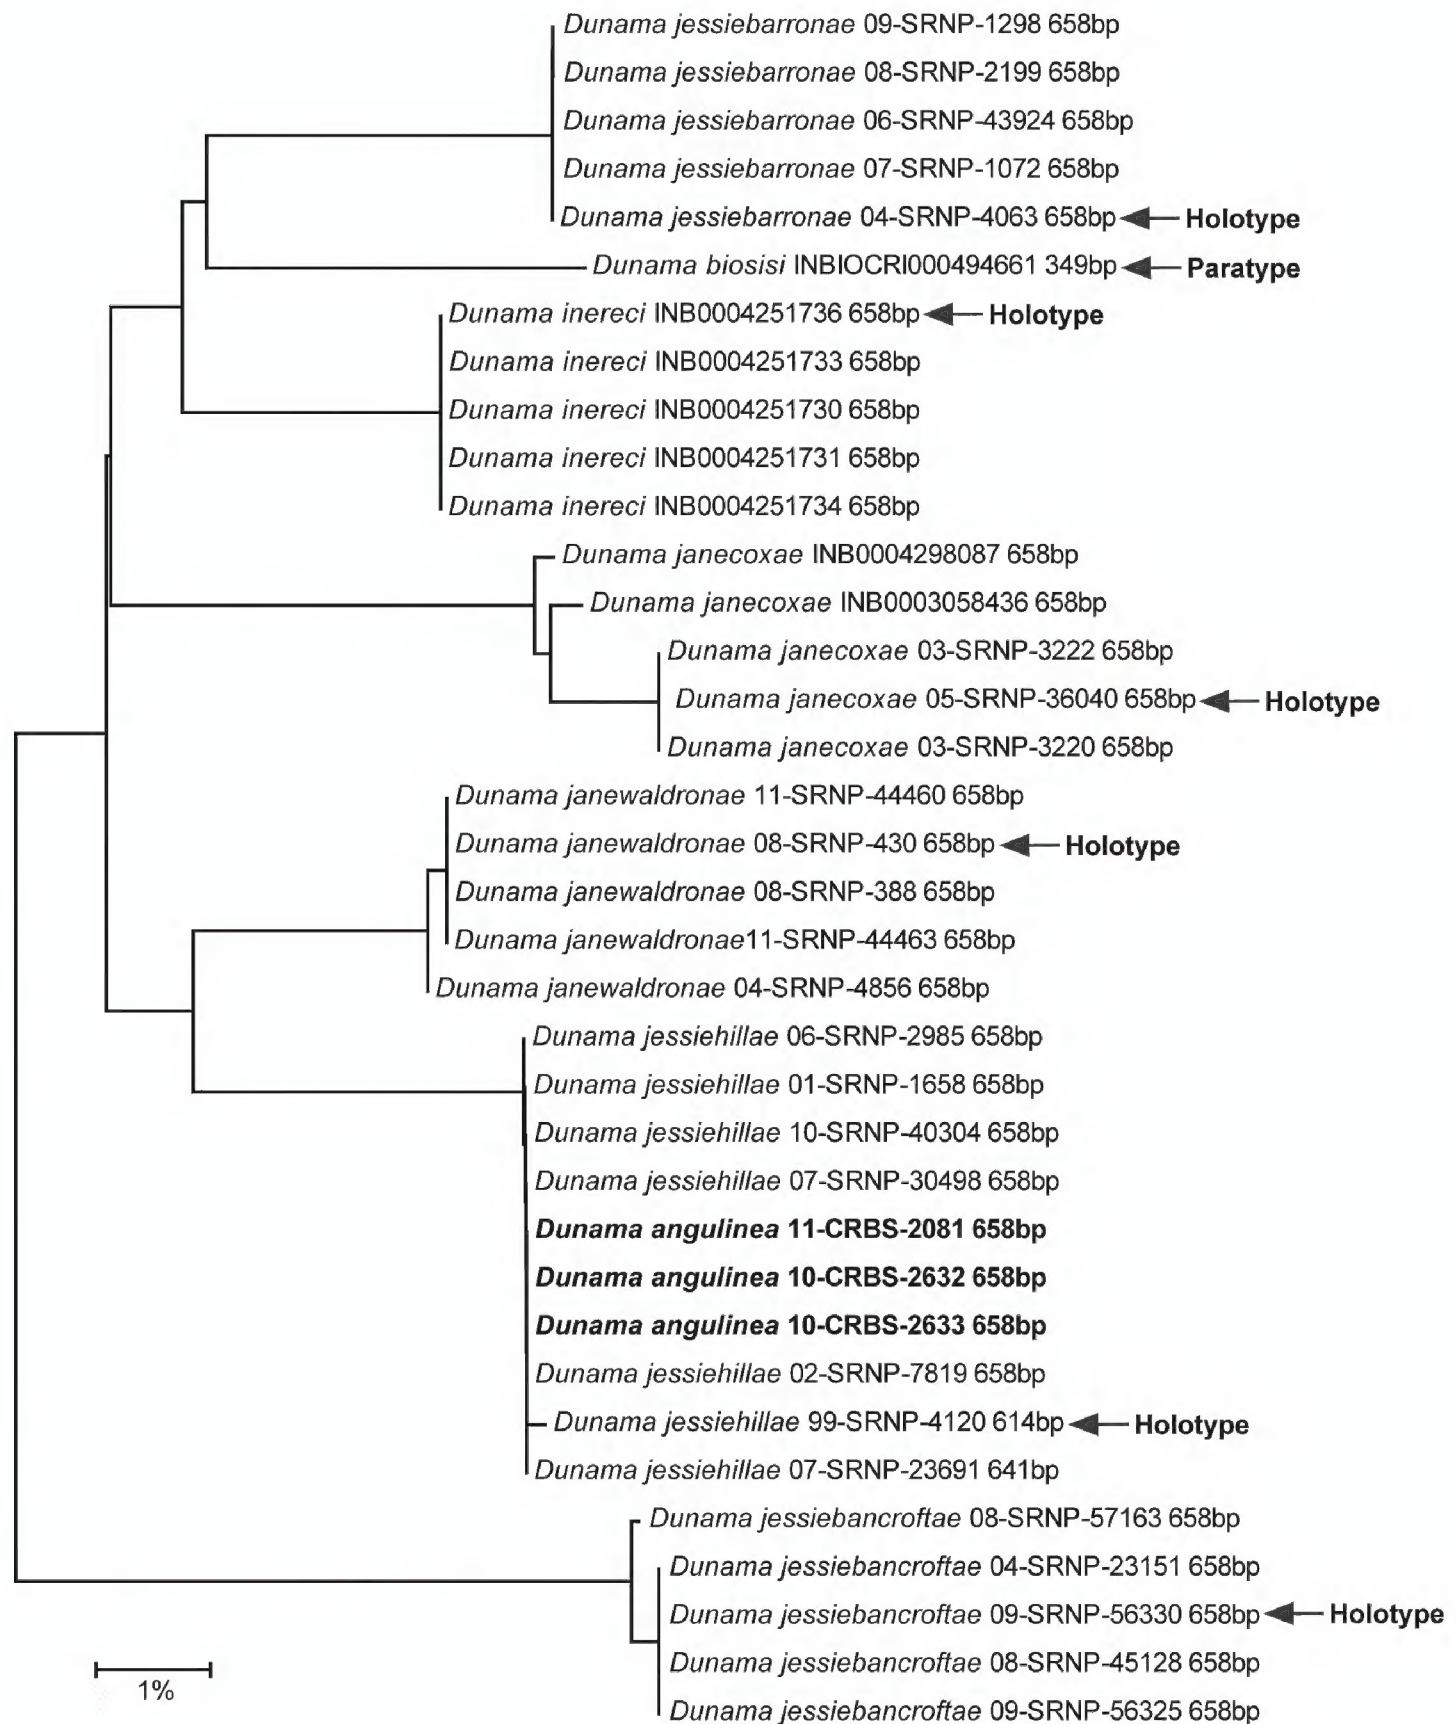 Dunama jessiebarronae 09-SRNP-1298 658bp
Dunama jessiebarronae 08-SRNP-2199 658bp
Dunama jessiebarronae 06-SRNP-43924 658bp
Dunama jessiebarronae 07-SRNP-1072 658bp
Dunama jessiebarronae 04-SRNP-4063 658bp Holotype
Dunama biosisi INBIOCRI000494661 349bp Paratype
Dunama inereci INB0004251736 658bp Holotype
Dunama inereci INB0004251733 658bp
Dunama inereci INB0004251730 658bp
Dunama inereci INB0004251731 658bp
Dunama inereci INB0004251734 658bp
Dunama janecoxae INB0004298087 658bp
Dunama janecoxae INB0003058436 658bp
Dunama janecoxae 03-SRNP-3222 658bp
Dunama janecoxae 05-SRNP-36040 658bp Holotype
Dunama janecoxae 03-SRNP-3220 658bp
Dunama janewaldronae 11-SRNP-44460 658bp
Dunama janewaldronae 08-SRNP-430 658bp Holotype
Dunama janewaldronae 08-SRNP-388 658bp
Dunama janewaldronae11-SRNP-44463 658bp
Dunama janewaldronae 04-SRNP-4856 658bp
Dunama jessiehillae 06-SRNP-2985 658bp
Dunama jessiehillae 01-SRNP-1658 658bp
Dunama jessiehillae 10-SRNP-40304 658bp
Dunama jessiehillae 07-SRNP-30498 658bp
Dunama angulinea 11-CRBS-2081 658bp
Dunama angulinea 10-CRBS-2632 658bp
Dunama angulinea 10-CRBS-2633 658bp
Dunama jessiehillae 02-SRNP-7819 658bp
Dunama jessiehillae 99-SRNP-4120 614bp Holotype
Dunama jessiehillae 07-SRNP-23691 641bp
Dunama jessiebancroftae 08-SRNP-57163 658bp
Dunama jessiebancroftae 04-SRNP-23151 658bp
Dunama jessiebancroftae 09-SRNP-56330 658bp Holotype
Dunama jessiebancroftae 08-SRNP-45128 658bp
1%
Dunama jessiebancroftae 09-SRNP-56325 658bp